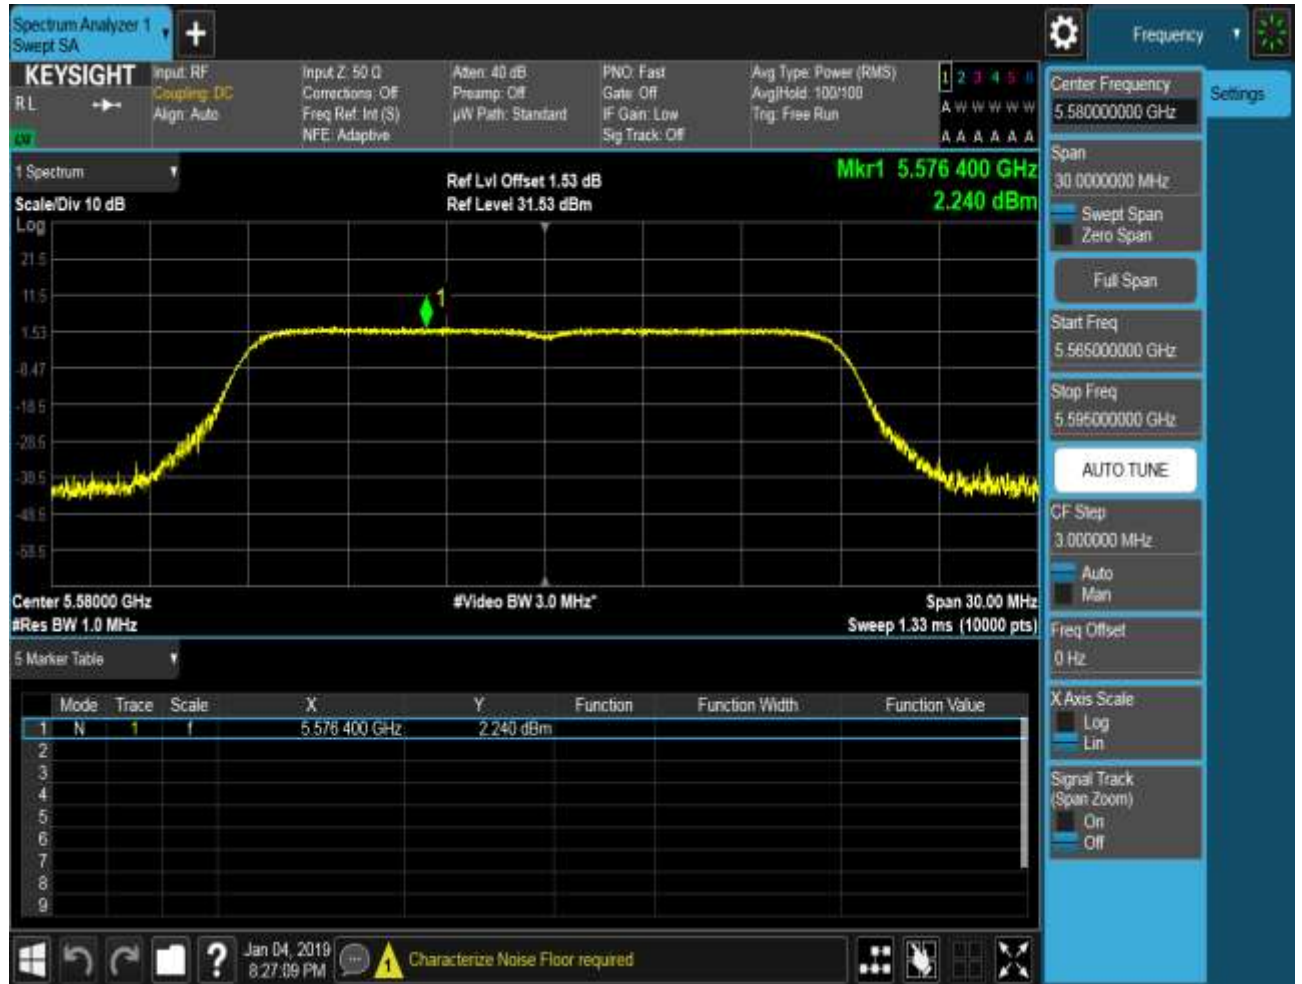 Spectrum Analyzer 1
Swept SA
Frequency
KEYSIGHT
RL
Input: RF
Coupling: DC
Align: Auto
Input Z: 50 Ω
Corrections: Off
Freq Ref: Int (S)
NFE: Adaptive
Atten: 40 dB
Preamp: Off
µW Path: Standard
PNO: Fast
Gate: Off
IF Gain: Low
Sig Track: Off
Avg Type: Power (RMS)
Avg|Hold: 100/100
Trig: Free Run
1 2 3 4 5 6
A W W W W W
A A A A A A
1 Spectrum
Scale/Div 10 dB
Ref Lvl Offset 1.53 dB
Ref Level 31.53 dBm
Mkr1 5.576 400 GHz
2.240 dBm
Log
21.5
11.5
1.53
-8.47
-18.5
-28.5
-38.5
-48.5
-58.5
1
Center 5.58000 GHz
#Res BW 1.0 MHz
#Video BW 3.0 MHz*
Span 30.00 MHz
Sweep 1.33 ms (10000 pts)
5 Marker Table
Mode Trace Scale X Y Function Function Width Function Value
1 N 1 f 5.576 400 GHz 2.240 dBm
2
3
4
5
6
7
8
9
Center Frequency
5.580000000 GHz
Settings
Span
30.0000000 MHz
Swept Span
Zero Span
Full Span
Start Freq
5.565000000 GHz
Stop Freq
5.595000000 GHz
AUTO TUNE
CF Step
3.000000 MHz
Auto
Man
Freq Offset
0 Hz
X Axis Scale
Log
Lin
Signal Track
(Span Zoom)
On
Off
?
Jan 04, 2019
8:27:09 PM
Characterize Noise Floor required